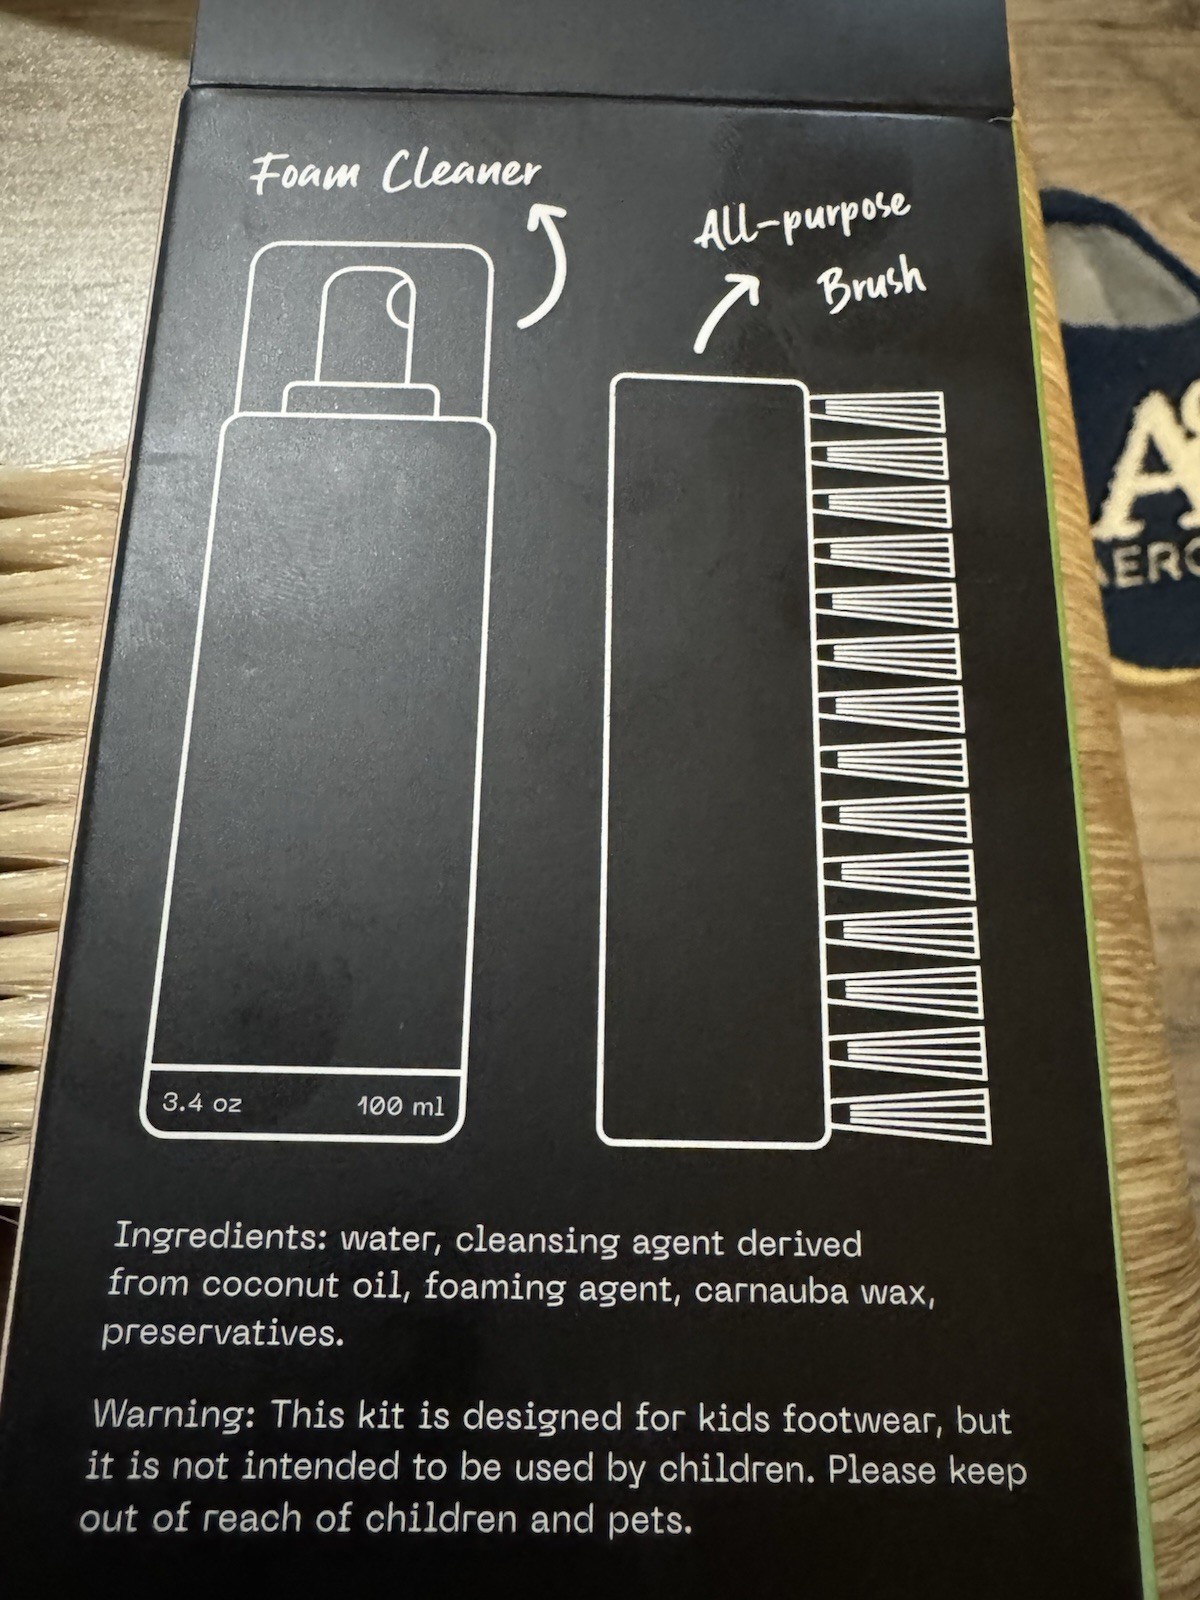 Foam Cleaner
All-purpose
Brush
3.4 oz 100 ml
Ingredients: water, cleansing agent derived
from coconut oil, foaming agent, carnauba wax,
preservatives.
Warning: This kit is designed for kids footwear, but
it is not intended to be used by children. Please keep
out of reach of children and pets.